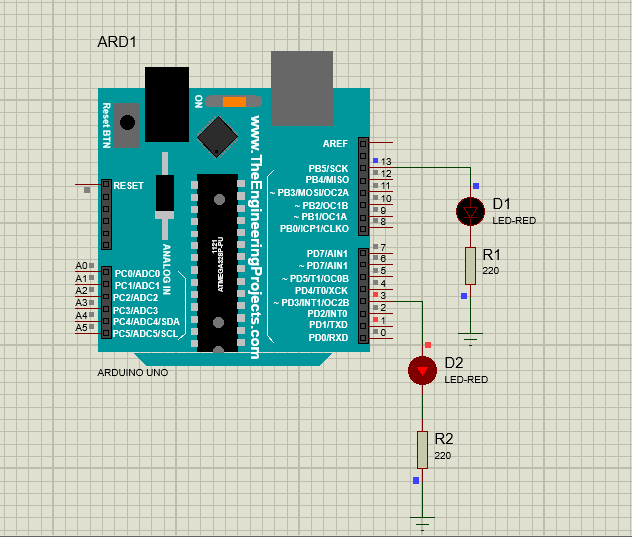 ARD1
ON
Reset BTN
www.TheEngineeringProjects.com
AREF
PB5/SCK 13
PB4/MISO 12
~ PB3/MOSI/OC2A 11
~ PB2/OC1B 10
~ PB1/OC1A 9
PB0/ICP1/CLKO 8
RESET
1121
ATMEGA328P-PU
ANALOG IN
A0 PC0/ADC0
A1 PC1/ADC1
A2 PC2/ADC2
A3 PC3/ADC3
A4 PC4/ADC4/SDA
A5 PC5/ADC5/SCL
PD7/AIN1 7
~ PD7/AIN1 6
~ PD5/T1/OC0B 5
PD4/T0/XCK 4
~ PD3/INT1/OC2B 3
PD2/INT0 2
PD1/TXD 1
PD0/RXD 0
ARDUINO UNO
D1
LED-RED
R1
220
D2
LED-RED
R2
220